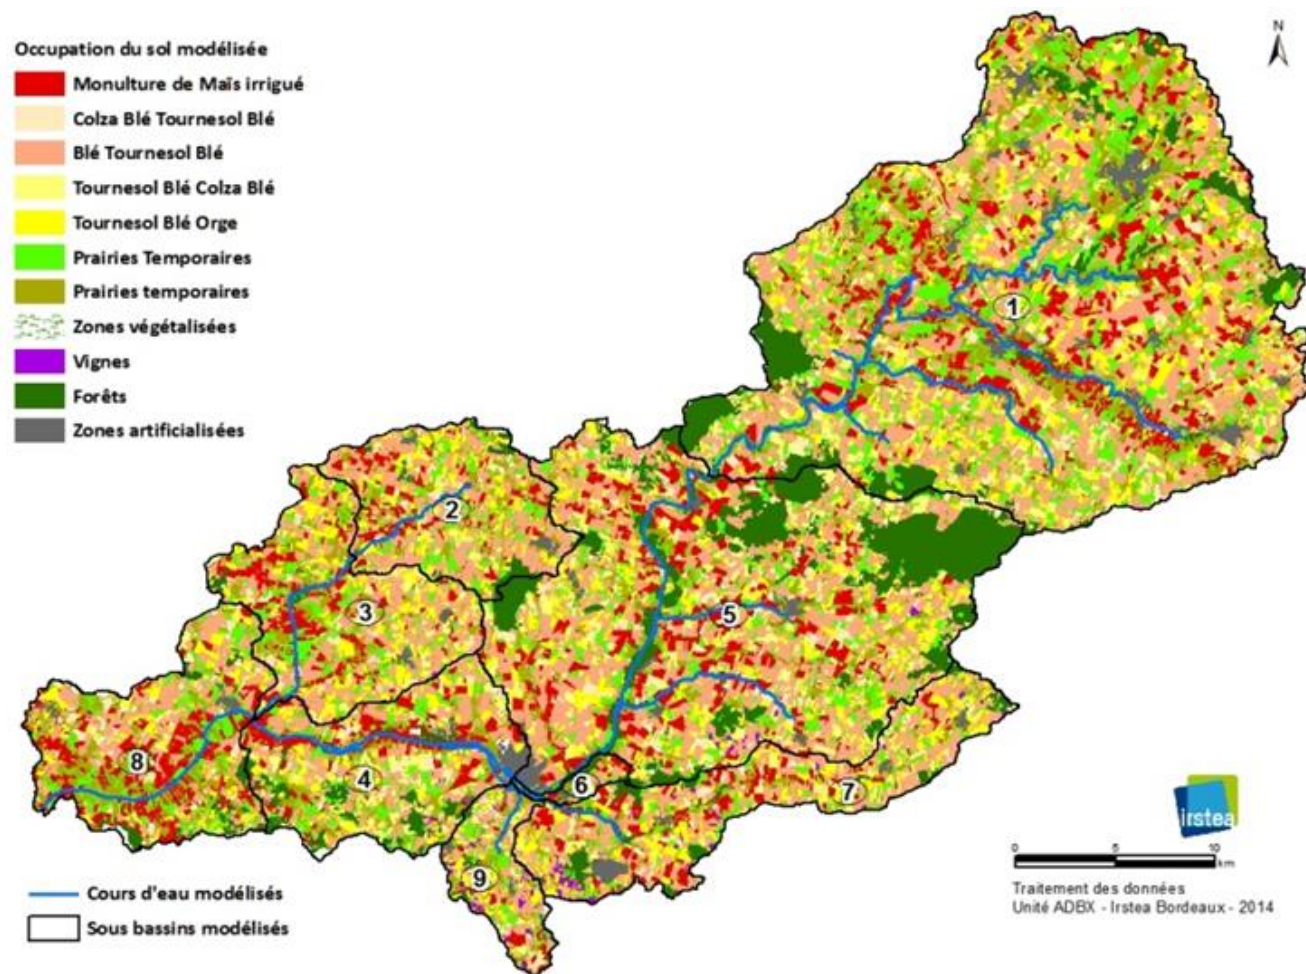 Occupation du sol modélisée
Monulture de Maïs irrigué
Colza Blé Tournesol Blé
Blé Tournesol Blé
Tournesol Blé Colza Blé
Tournesol Blé Orge
Prairies Temporaires
Prairies temporaires
Zones végétalisées
Vignes
Forêts
Zones artificialisées
N
1
2
3
5
8
4
6
7
9
Cours d'eau modélisés
Sous bassins modélisés
irstea
0 5 10
km
Traitement des données
Unité ADBX - Irstea Bordeaux - 2014